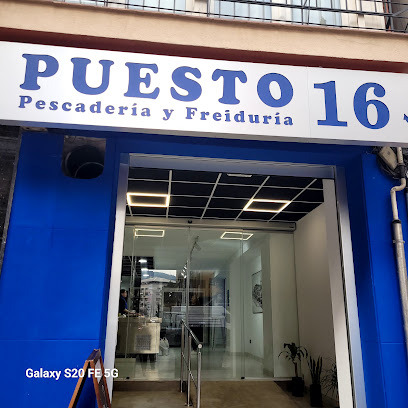 PUESTO 16
Pescadería y Freiduría
Galaxy S20 FE 5G